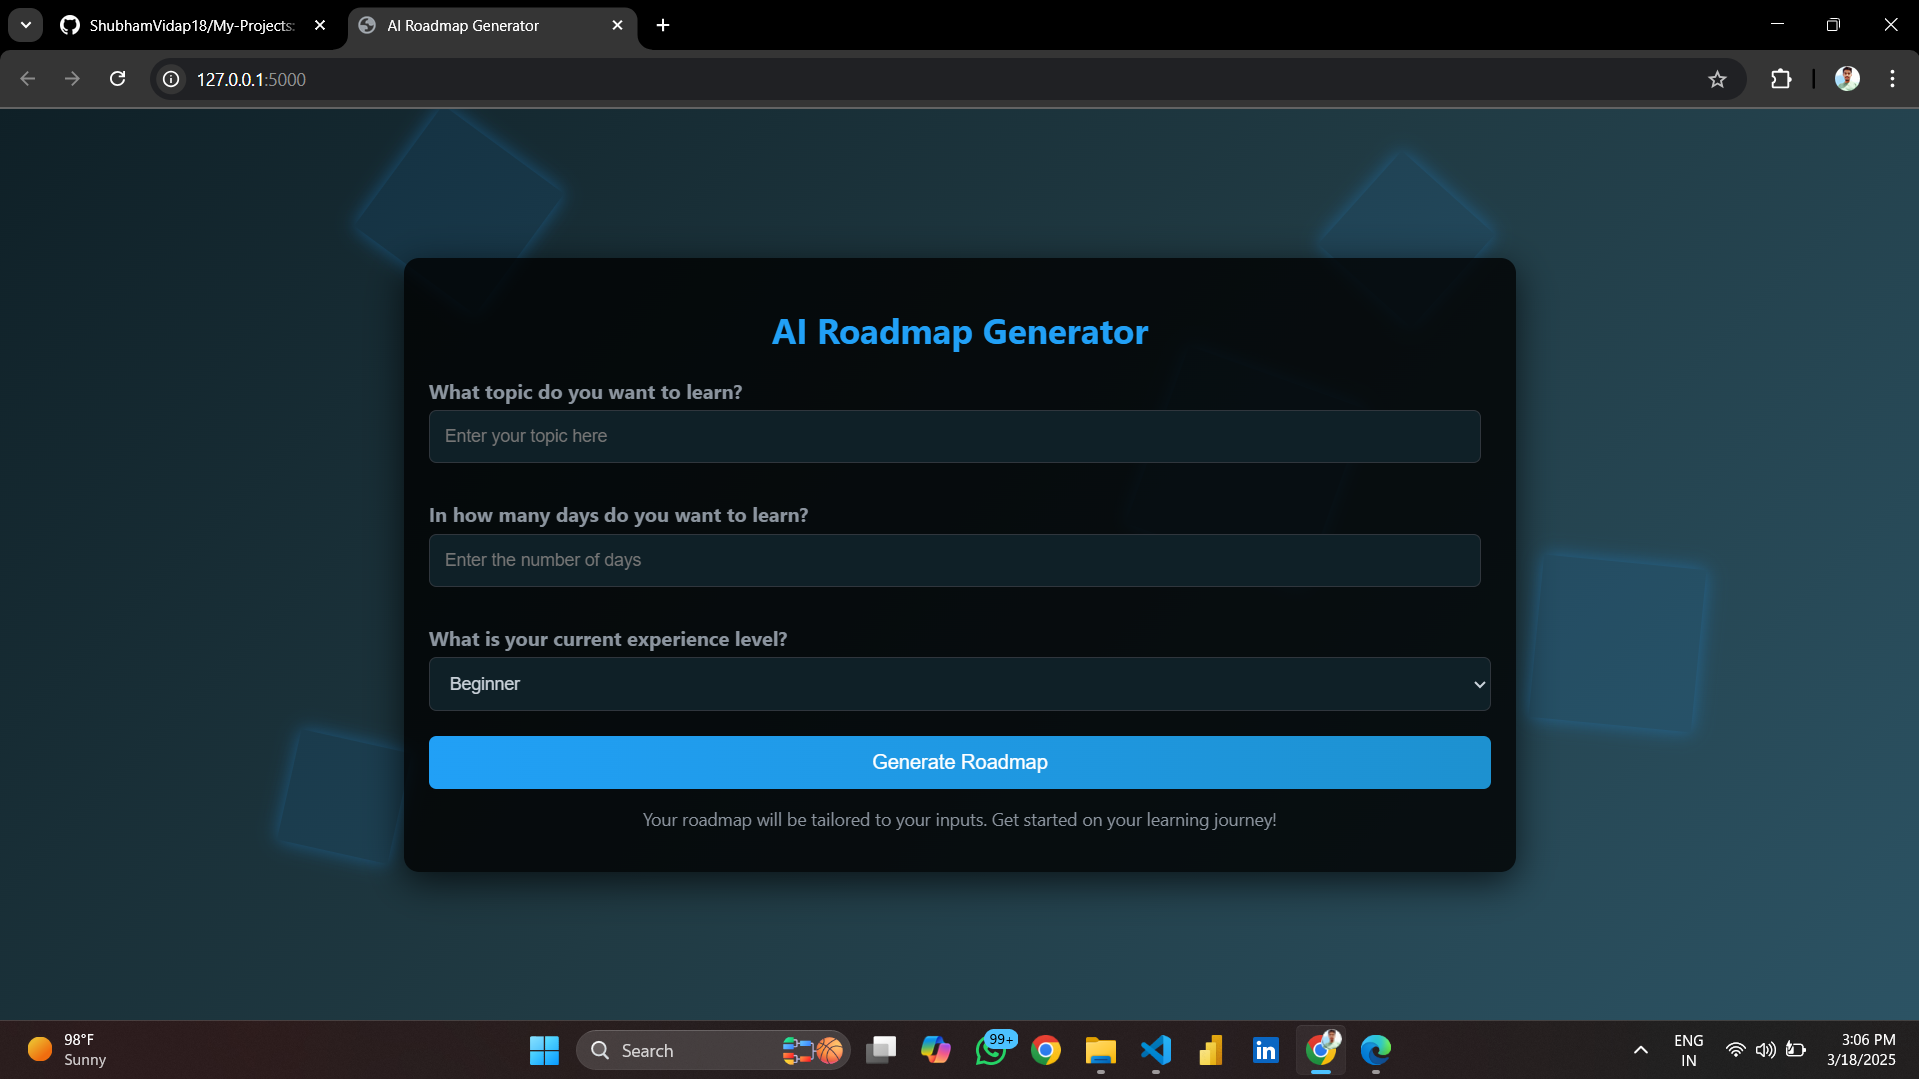 ShubhamVidap18/My-Projects:
AI Roadmap Generator
127.0.0.1:5000
AI Roadmap Generator
What topic do you want to learn?
Enter your topic here
In how many days do you want to learn?
Enter the number of days
What is your current experience level?
Beginner
Generate Roadmap
Your roadmap will be tailored to your inputs. Get started on your learning journey!
98°F
Sunny
Search
99+
in
ENG
IN
3:06 PM
3/18/2025